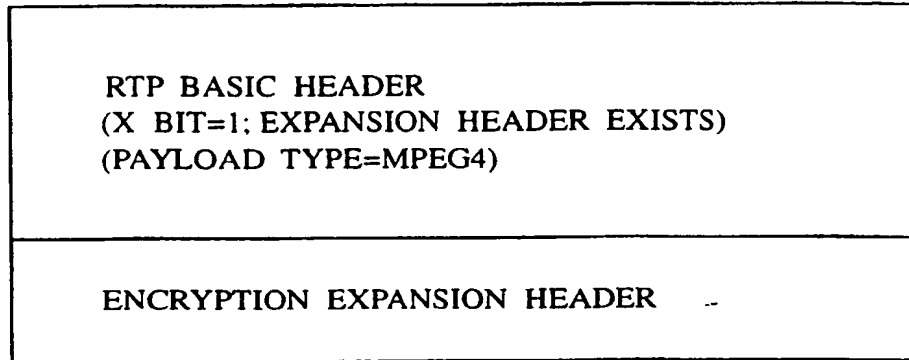 RTP BASIC HEADER
(X BIT=1; EXPANSION HEADER EXISTS)
(PAYLOAD TYPE=MPEG4)
ENCRYPTION EXPANSION HEADER